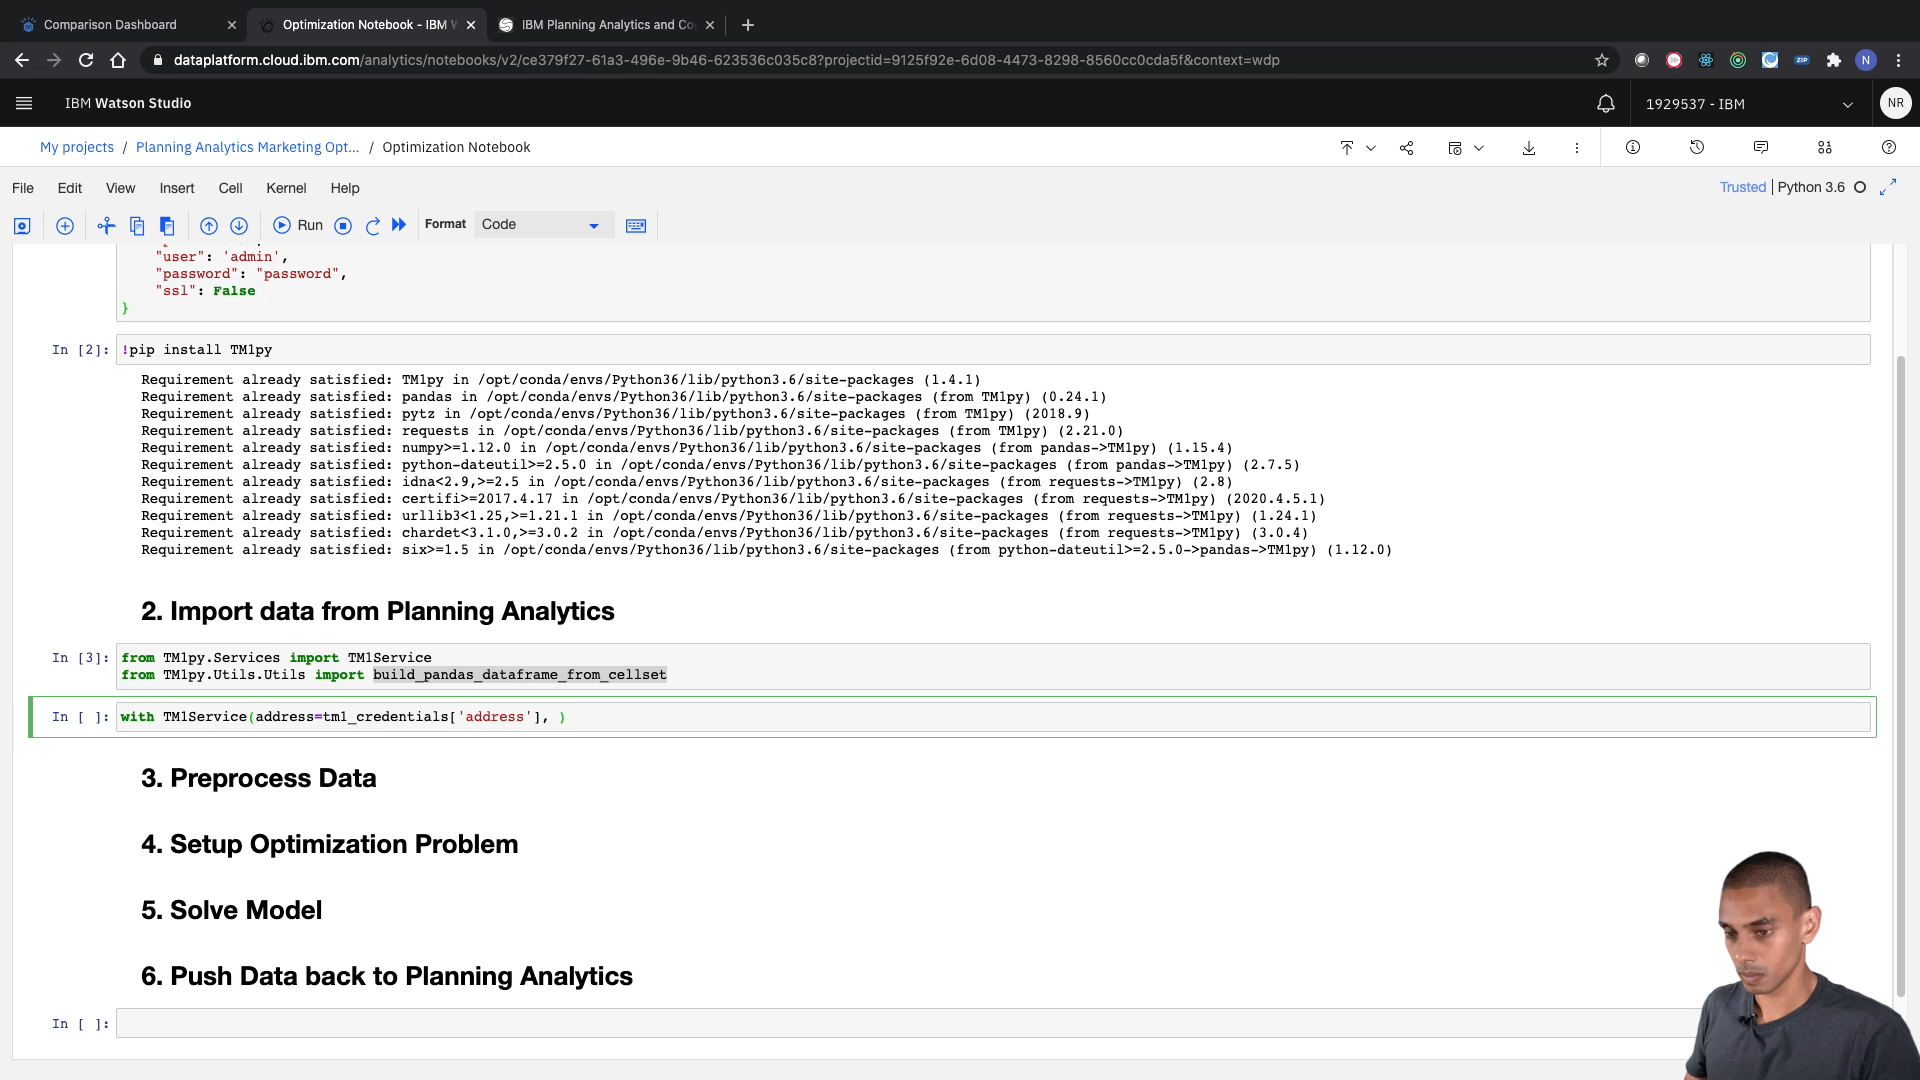 Comparison Dashboard
Optimization Notebook - IBM W
IBM Planning Analytics and Co
dataplatform.cloud.ibm.com/analytics/notebooks/v2/ce379f27-61a3-496e-9b46-623536c035c8?projectid=9125f92e-6d08-4473-8298-8560cc0cda5f&context=wdp
ZIP
N
IBM Watson Studio
1929537 - IBM
NR
My projects / Planning Analytics Marketing Opt... / Optimization Notebook
File Edit View Insert Cell Kernel Help
Trusted | Python 3.6
Run
Format
Code
"user": 'admin',
"password": "password",
"ssl": False
}
In [2]: !pip install TM1py
Requirement already satisfied: TM1py in /opt/conda/envs/Python36/lib/python3.6/site-packages (1.4.1)
Requirement already satisfied: pandas in /opt/conda/envs/Python36/lib/python3.6/site-packages (from TM1py) (0.24.1)
Requirement already satisfied: pytz in /opt/conda/envs/Python36/lib/python3.6/site-packages (from TM1py) (2018.9)
Requirement already satisfied: requests in /opt/conda/envs/Python36/lib/python3.6/site-packages (from TM1py) (2.21.0)
Requirement already satisfied: numpy>=1.12.0 in /opt/conda/envs/Python36/lib/python3.6/site-packages (from pandas->TM1py) (1.15.4)
Requirement already satisfied: python-dateutil>=2.5.0 in /opt/conda/envs/Python36/lib/python3.6/site-packages (from pandas->TM1py) (2.7.5)
Requirement already satisfied: idna<2.9,>=2.5 in /opt/conda/envs/Python36/lib/python3.6/site-packages (from requests->TM1py) (2.8)
Requirement already satisfied: certifi>=2017.4.17 in /opt/conda/envs/Python36/lib/python3.6/site-packages (from requests->TM1py) (2020.4.5.1)
Requirement already satisfied: urllib3<1.25,>=1.21.1 in /opt/conda/envs/Python36/lib/python3.6/site-packages (from requests->TM1py) (1.24.1)
Requirement already satisfied: chardet<3.1.0,>=3.0.2 in /opt/conda/envs/Python36/lib/python3.6/site-packages (from requests->TM1py) (3.0.4)
Requirement already satisfied: six>=1.5 in /opt/conda/envs/Python36/lib/python3.6/site-packages (from python-dateutil>=2.5.0->pandas->TM1py) (1.12.0)
2. Import data from Planning Analytics
In [3]: from TM1py.Services import TM1Service
from TM1py.Utils.Utils import build_pandas_dataframe_from_cellset
In [ ]: with TM1Service(address=tm1_credentials['address'], )
3. Preprocess Data
4. Setup Optimization Problem
5. Solve Model
6. Push Data back to Planning Analytics
In [ ]: